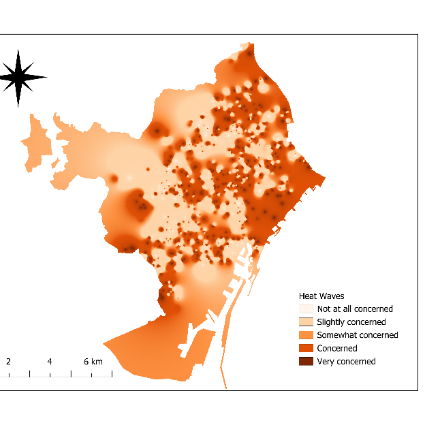 Heat Waves
Not at all concerned
Slightly concerned
Somewhat concerned
Concerned
Very concerned
2 4 6 km